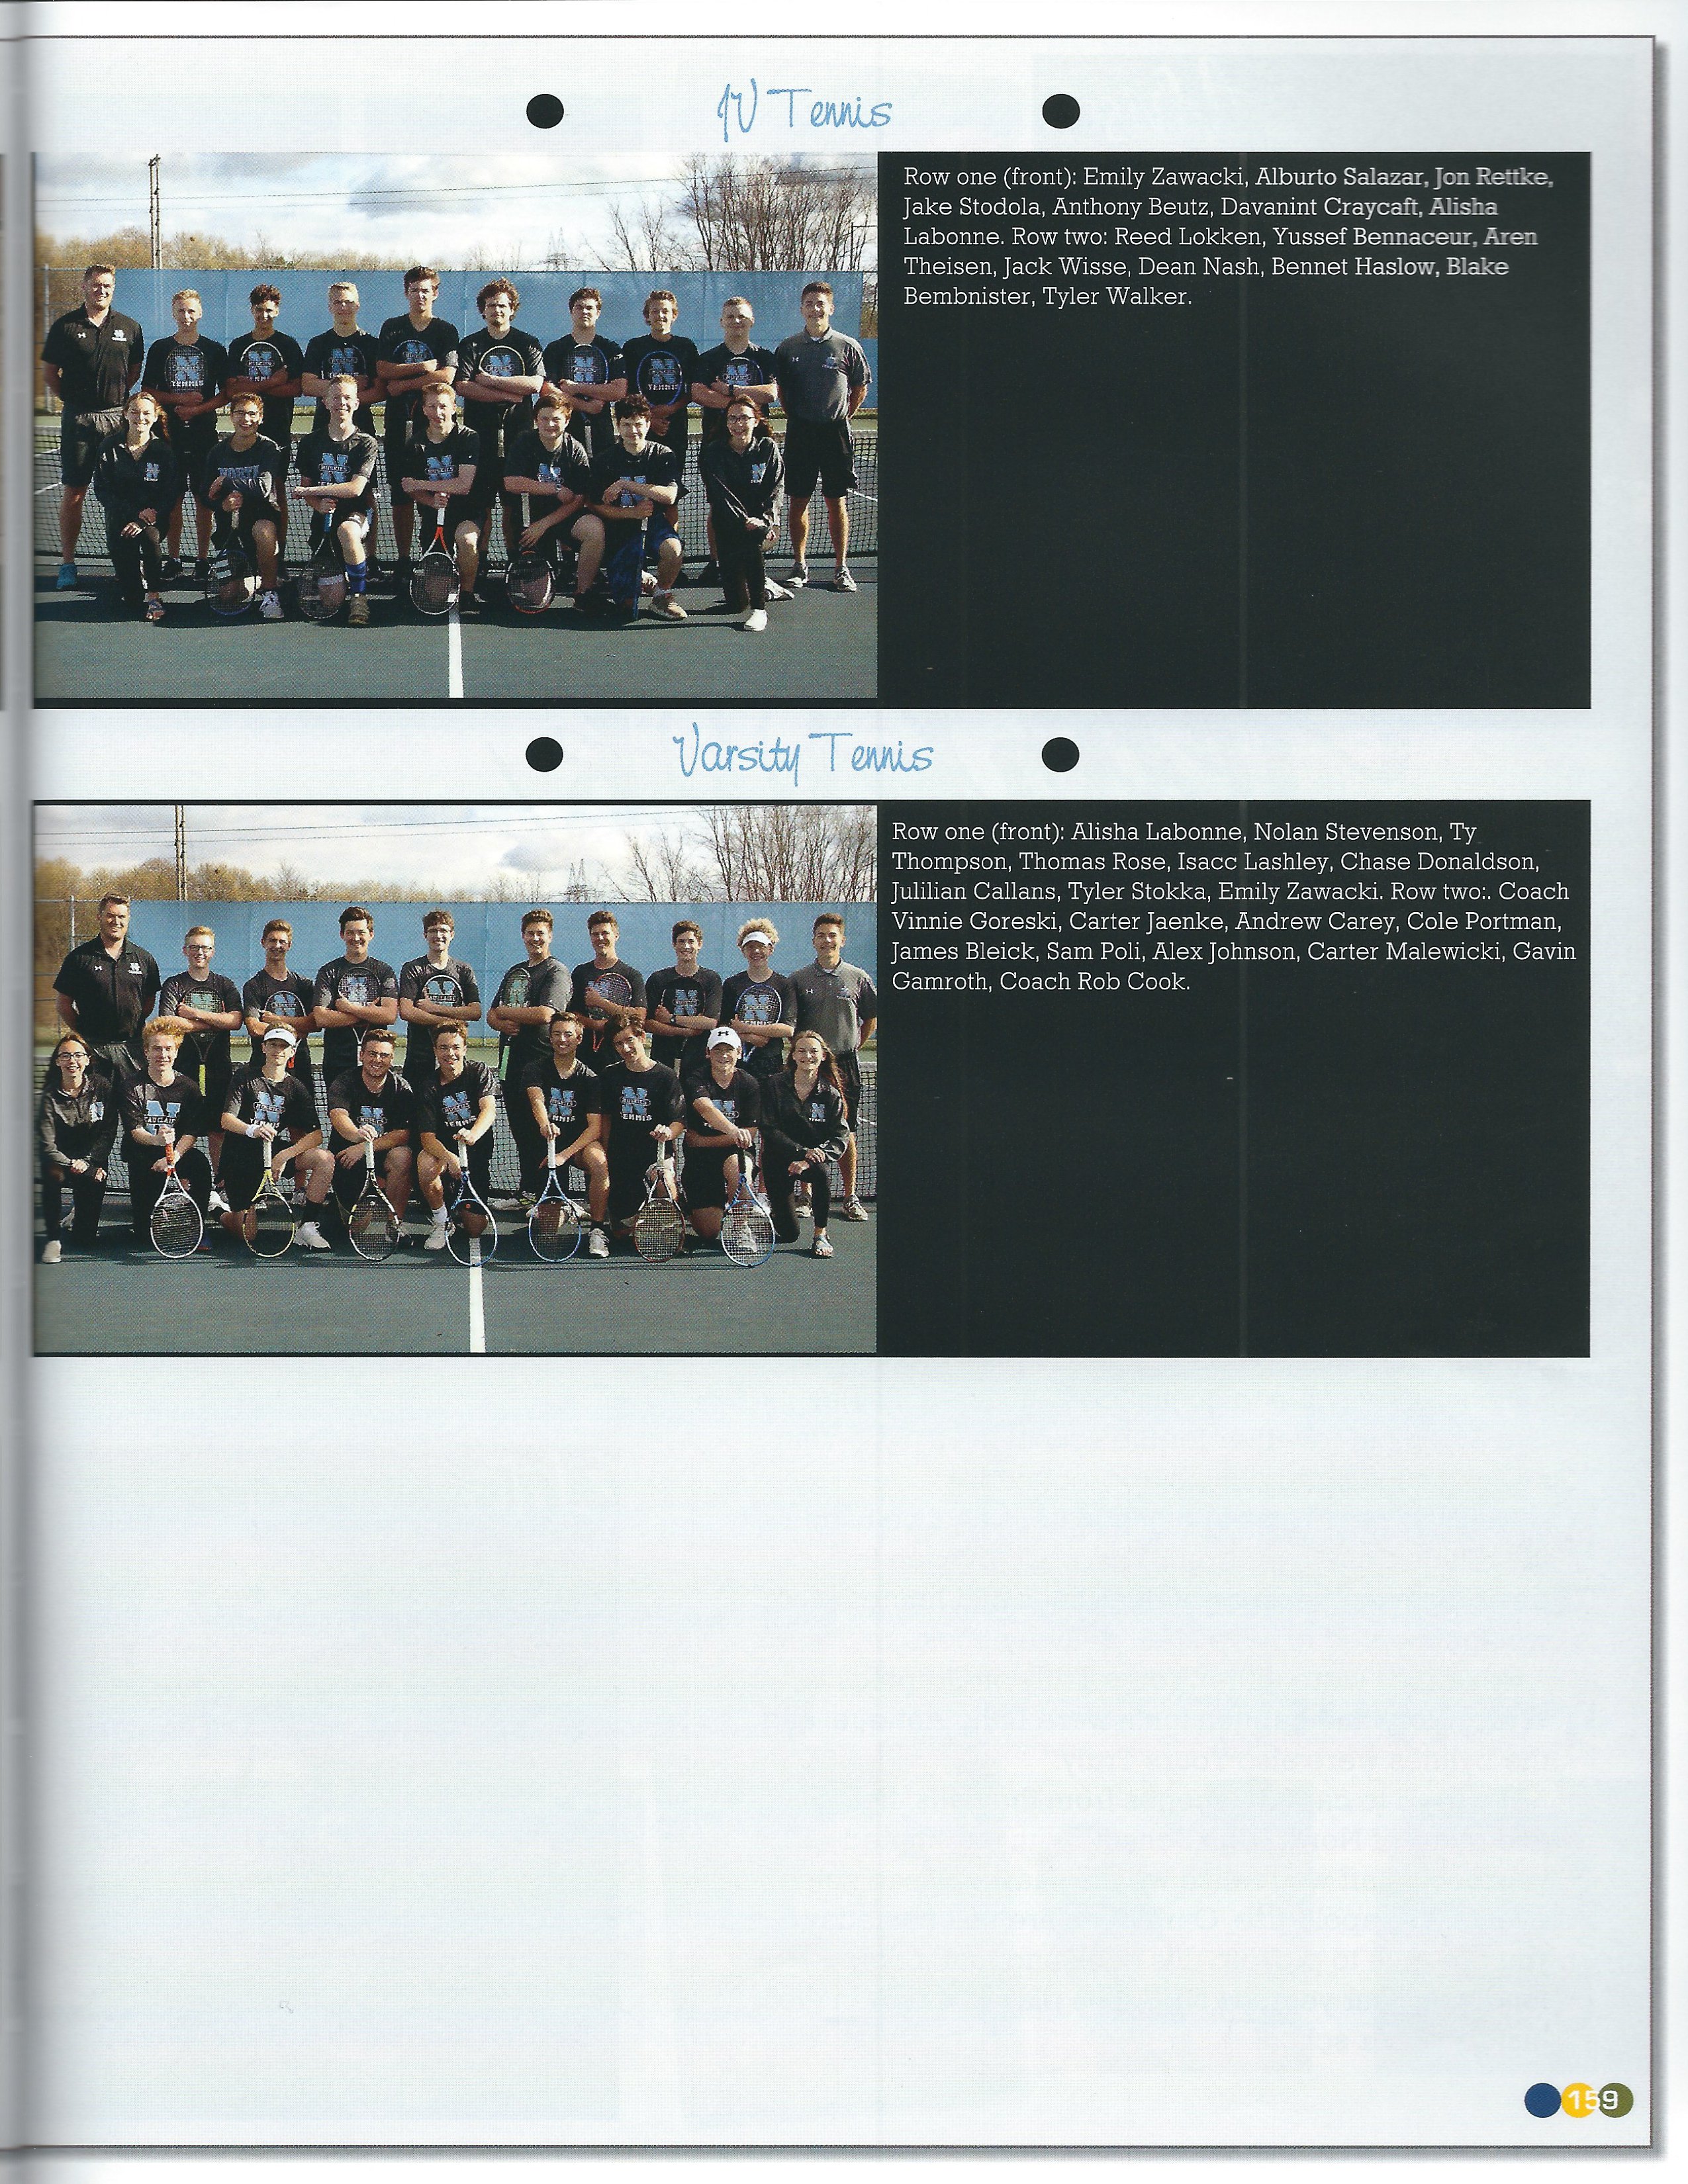 JV Tennis
Row one (front): Emily Zawacki, Alburto Salazar, Jon Rettke,
Jake Stodola, Anthony Beutz, Davanint Craycaft, Alisha
Labonne. Row two: Reed Lokken, Yussef Bennaceur, Aren
Theisen, Jack Wisse, Dean Nash, Bennet Haslow, Blake
Bembnister, Tyler Walker.
Varsity Tennis
Row one (front): Alisha Labonne, Nolan Stevenson, Ty
Thompson, Thomas Rose, Isacc Lashley, Chase Donaldson,
Julilian Callans, Tyler Stokka, Emily Zawacki. Row two:. Coach
Vinnie Goreski, Carter Jaenke, Andrew Carey, Cole Portman,
James Bleick, Sam Poli, Alex Johnson, Carter Malewicki, Gavin
Gamroth, Coach Rob Cook.
159